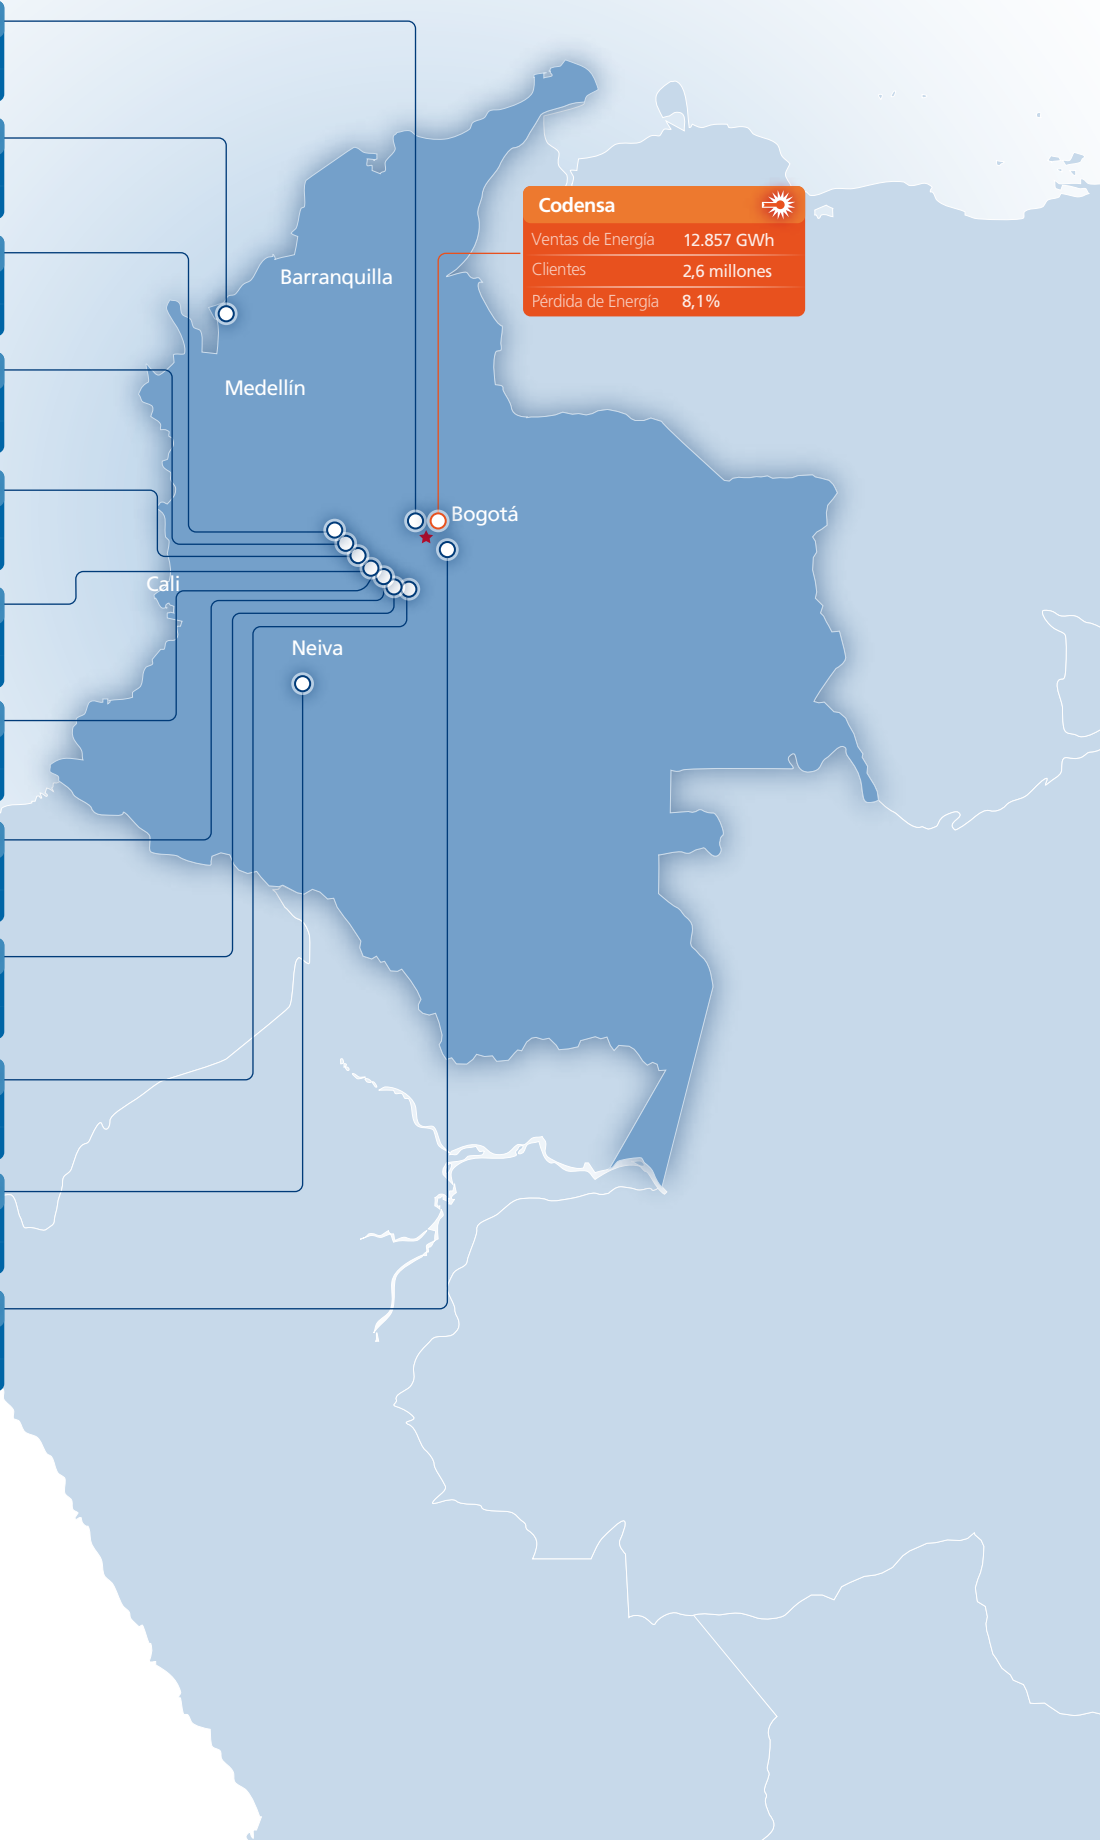 Codensa
Ventas de Energía 12.857 GWh
Clientes 2,6 millones
Pérdida de Energía 8,1%
Barranquilla
Medellín
Bogotá
Cali
Neiva